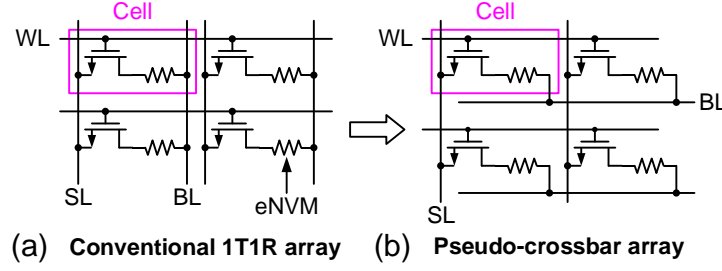 Cell
WL
SL
BL
eNVM
(a) Conventional 1T1R array
Cell
WL
BL
SL
(b) Pseudo-crossbar array